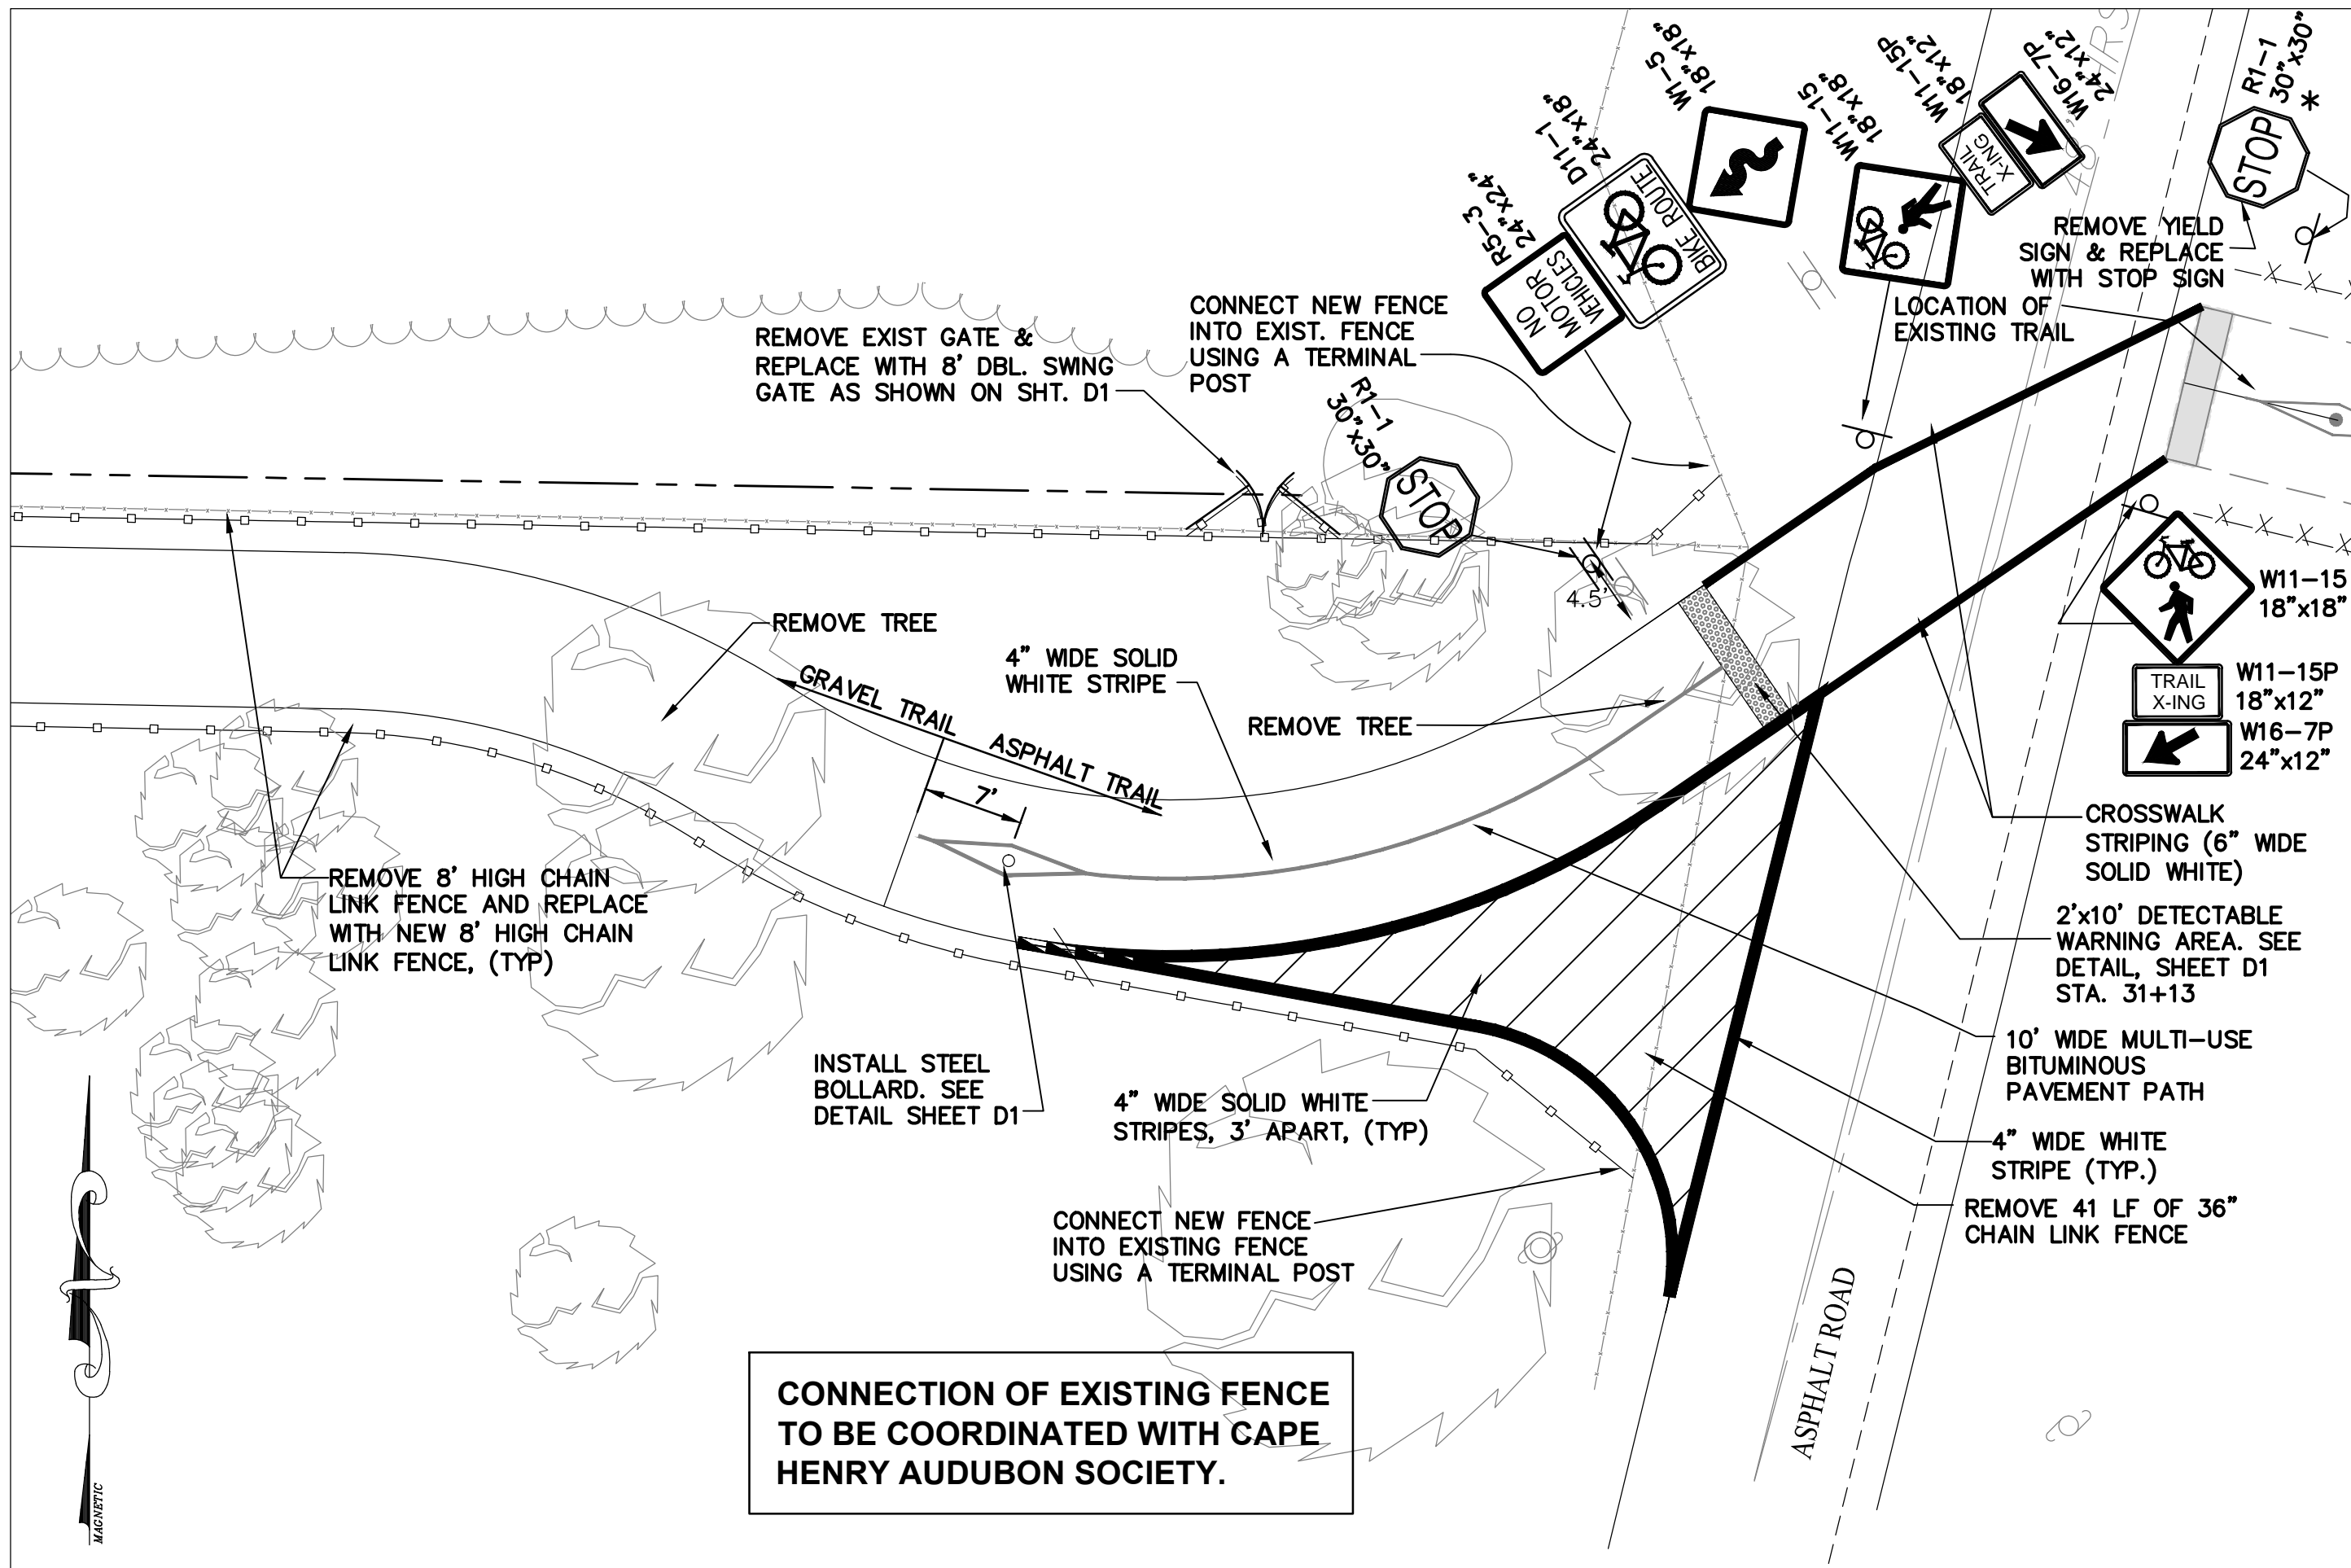 W1-5
18"x18"
D11-1
24"x18"
R5-3
24"x24"
NO
MOTOR
VEHICLES
BIKE ROUTE
W11-15
18"x18"
W11-15P
18"x12"
TRAIL
X-ING
W16-7P
24"x12"
R1-1
30"x30"
*
STOP
REMOVE YIELD
SIGN & REPLACE
WITH STOP SIGN
LOCATION OF
EXISTING TRAIL
CONNECT NEW FENCE
INTO EXIST. FENCE
USING A TERMINAL
POST
REMOVE EXIST GATE &
REPLACE WITH 8' DBL. SWING
GATE AS SHOWN ON SHT. D1
R1-1
30"x30"
STOP
4.5'
REMOVE TREE
4" WIDE SOLID
WHITE STRIPE
REMOVE TREE
GRAVEL TRAIL
ASPHALT TRAIL
7'
W11-15
18"x18"
TRAIL
X-ING
W11-15P
18"x12"
W16-7P
24"x12"
CROSSWALK
STRIPING (6" WIDE
SOLID WHITE)
2'x10' DETECTABLE
WARNING AREA. SEE
DETAIL, SHEET D1
STA. 31+13
10' WIDE MULTI-USE
BITUMINOUS
PAVEMENT PATH
4" WIDE WHITE
STRIPE (TYP.)
REMOVE 41 LF OF 36"
CHAIN LINK FENCE
REMOVE 8' HIGH CHAIN
LINK FENCE AND REPLACE
WITH NEW 8' HIGH CHAIN
LINK FENCE, (TYP)
INSTALL STEEL
BOLLARD. SEE
DETAIL SHEET D1
4" WIDE SOLID WHITE
STRIPES, 3' APART, (TYP)
CONNECT NEW FENCE
INTO EXISTING FENCE
USING A TERMINAL POST
ASPHALT ROAD
CONNECTION OF EXISTING FENCE
TO BE COORDINATED WITH CAPE
HENRY AUDUBON SOCIETY.
MAGNETIC